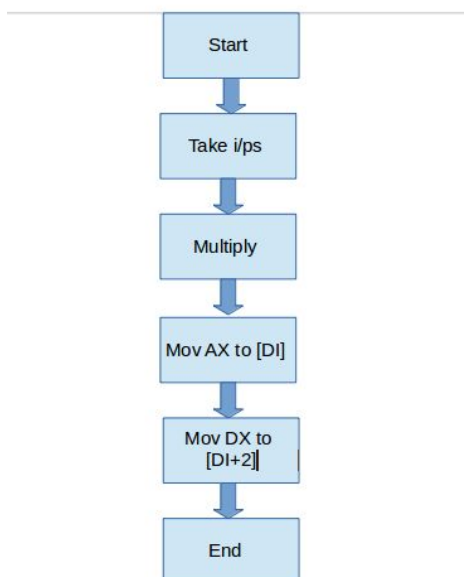 Start
Take i/ps
Multiply
Mov AX to [DI]
Mov DX to
[DI+2]
End